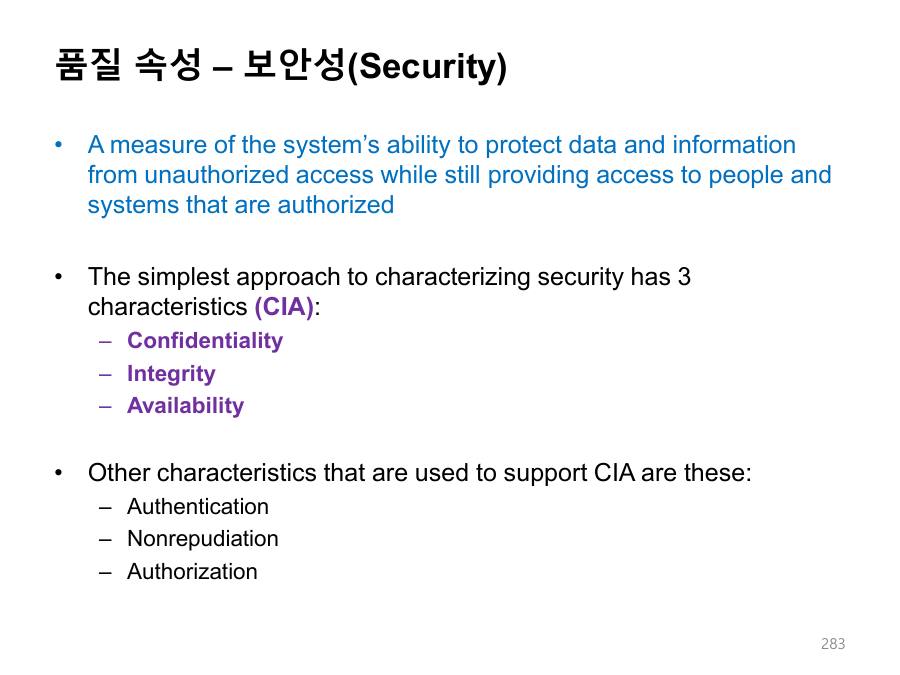 품질 속성 – 보안성(Security)
• A measure of the system’s ability to protect data and information
from unauthorized access while still providing access to people and
systems that are authorized
• The simplest approach to characterizing security has 3
characteristics (CIA):
– Confidentiality
– Integrity
– Availability
• Other characteristics that are used to support CIA are these:
– Authentication
– Nonrepudiation
– Authorization
283